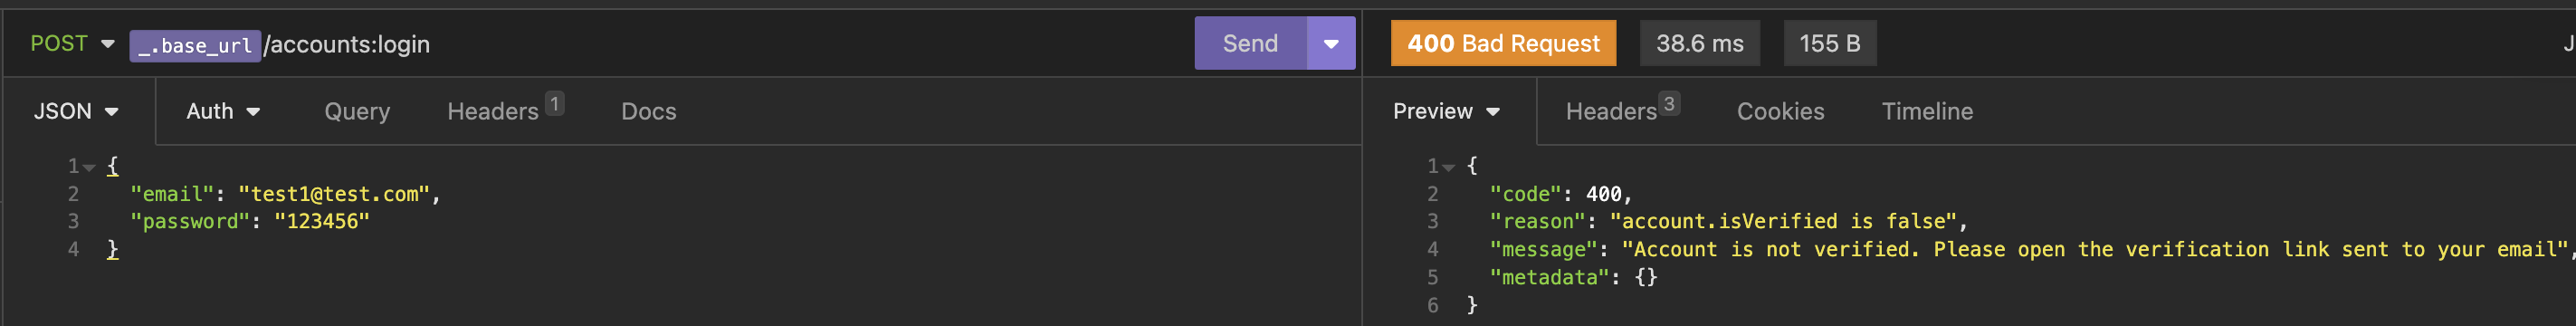 POST _.base_url/accounts:login Send
400 Bad Request 38.6 ms 155 B J
JSON Auth Query Headers 1 Docs
Preview Headers 3 Cookies Timeline
1 {
2 "email": "test1@test.com",
3 "password": "123456"
4 }
1 {
2 "code": 400,
3 "reason": "account.isVerified is false",
4 "message": "Account is not verified. Please open the verification link sent to your email",
5 "metadata": {}
6 }